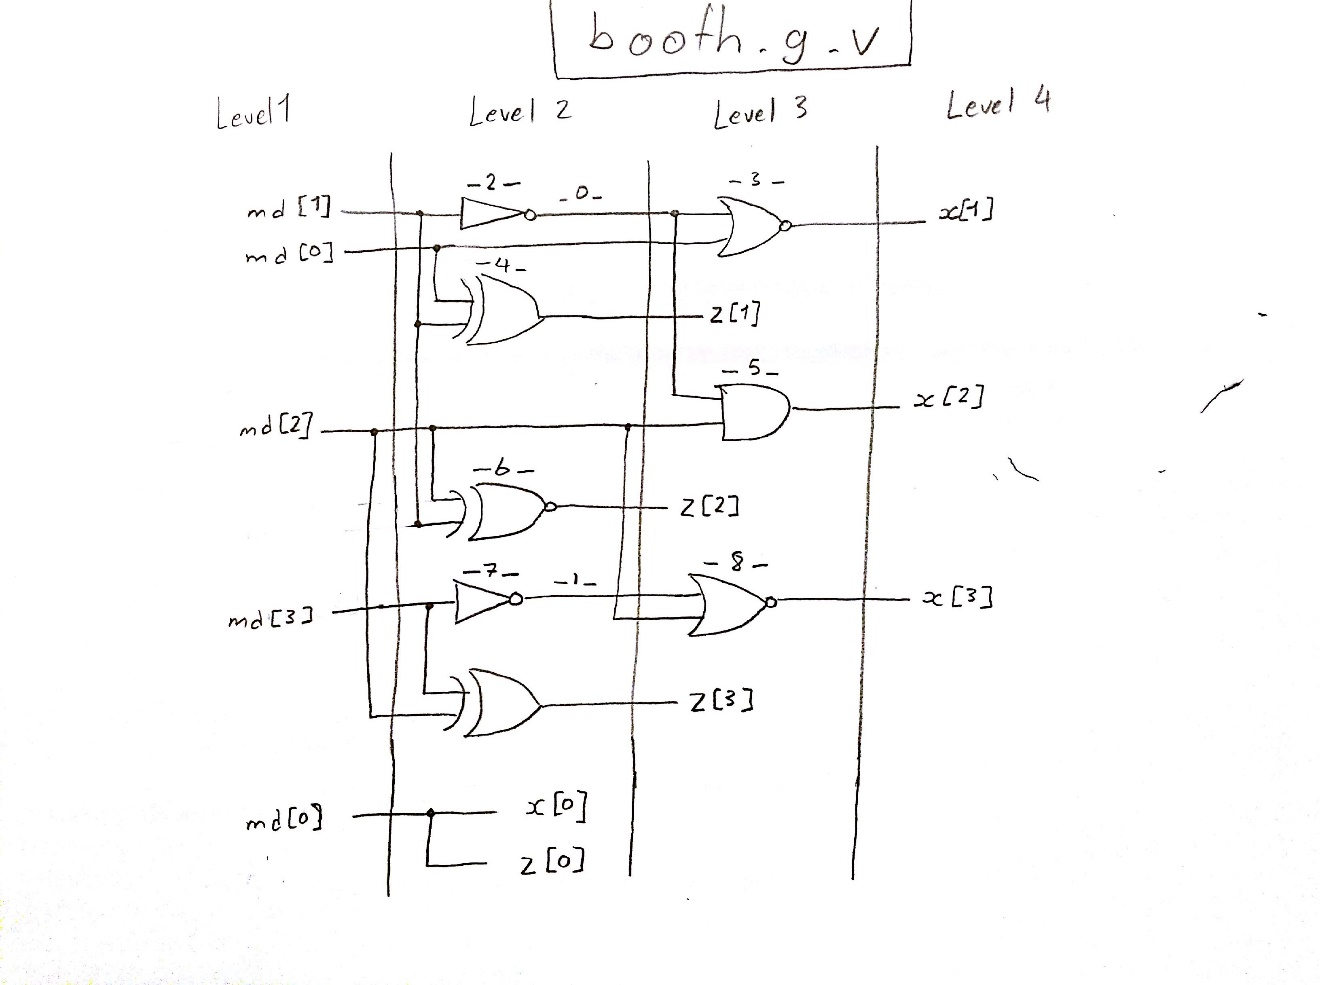 booth.g.v
Level 1 Level 2 Level 3 Level 4
-2- -0- -3-
md[1] x[1]
md[0]
-4-
z[1]
-5-
md[2] x[2]
-6-
z[2]
-7- -1- -8-
md[3] x[3]
z[3]
md[0] x[0]
z[0]